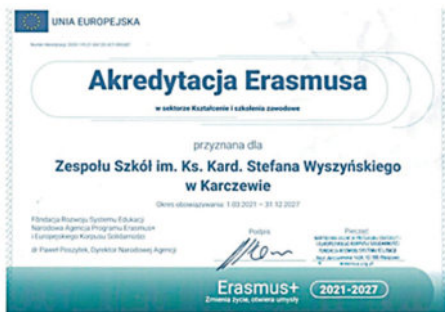 UNIA EUROPEJSKA
Akredytacja Erasmusa
w sektorze Kształcenie i szkolenia zawodowe
przyznana dla
Zespołu Szkół im. Ks. Kard. Stefana Wyszyńskiego
w Karczewie
Okres obowiązywania: 1.03.2021 – 31.12.2027
Fundacja Rozwoju Systemu Edukacji
Narodowa Agencja Programu Erasmus+
i Europejskiego Korpusu Solidarności
dr Paweł Poszytek, Dyrektor Narodowej Agencji
Podpis
Pieczęć
Erasmus+
Zmienia życie, otwiera umysły
2021-2027